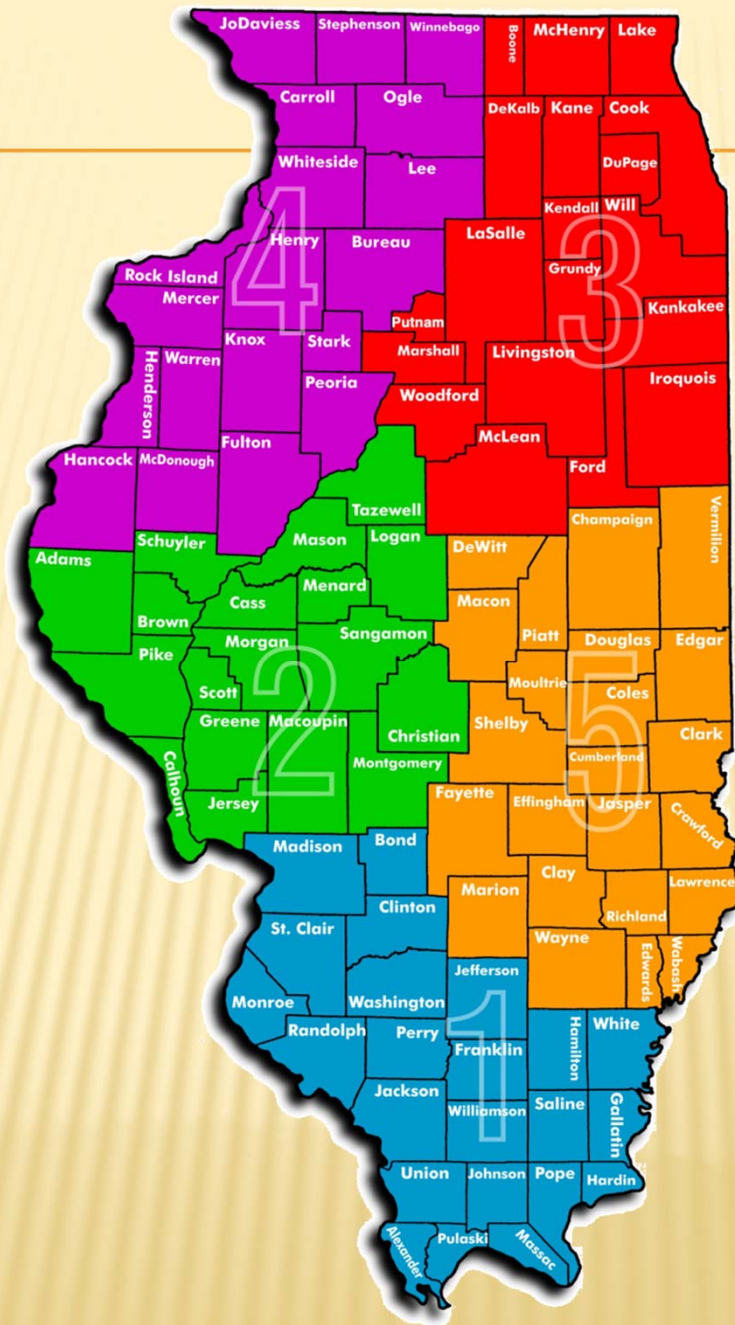 JoDaviess Stephenson Winnebago Boone McHenry Lake
Carroll Ogle DeKalb Kane Cook
Whiteside Lee DuPage
Kendall Will
4 Henry Bureau LaSalle 3
Rock Island Grundy
Mercer Putnam Kankakee
Knox Stark Marshall Livingston
Henderson Warren Peoria Woodford Iroquois
Fulton McLean
Hancock McDonough Ford
Tazewell Champaign Vermilion
Adams Schuyler Mason Logan DeWitt
Cass Menard Macon
Brown Morgan Sangamon Piatt Douglas Edgar
Pike 2 Moultrie 5
Scott Coles
Greene Macoupin Christian Shelby Clark
Calhoun Montgomery Cumberland
Jersey Fayette Effingham Jasper Crawford
Madison Bond Clay Lawrence
Marion
Clinton Richland
St. Clair Wayne Edwards Wabash
Jefferson
Monroe Washington 1
Randolph Perry Franklin Hamilton White
Jackson Williamson Saline Gallatin
Union Johnson Pope Hardin
Alexander Pulaski Massac